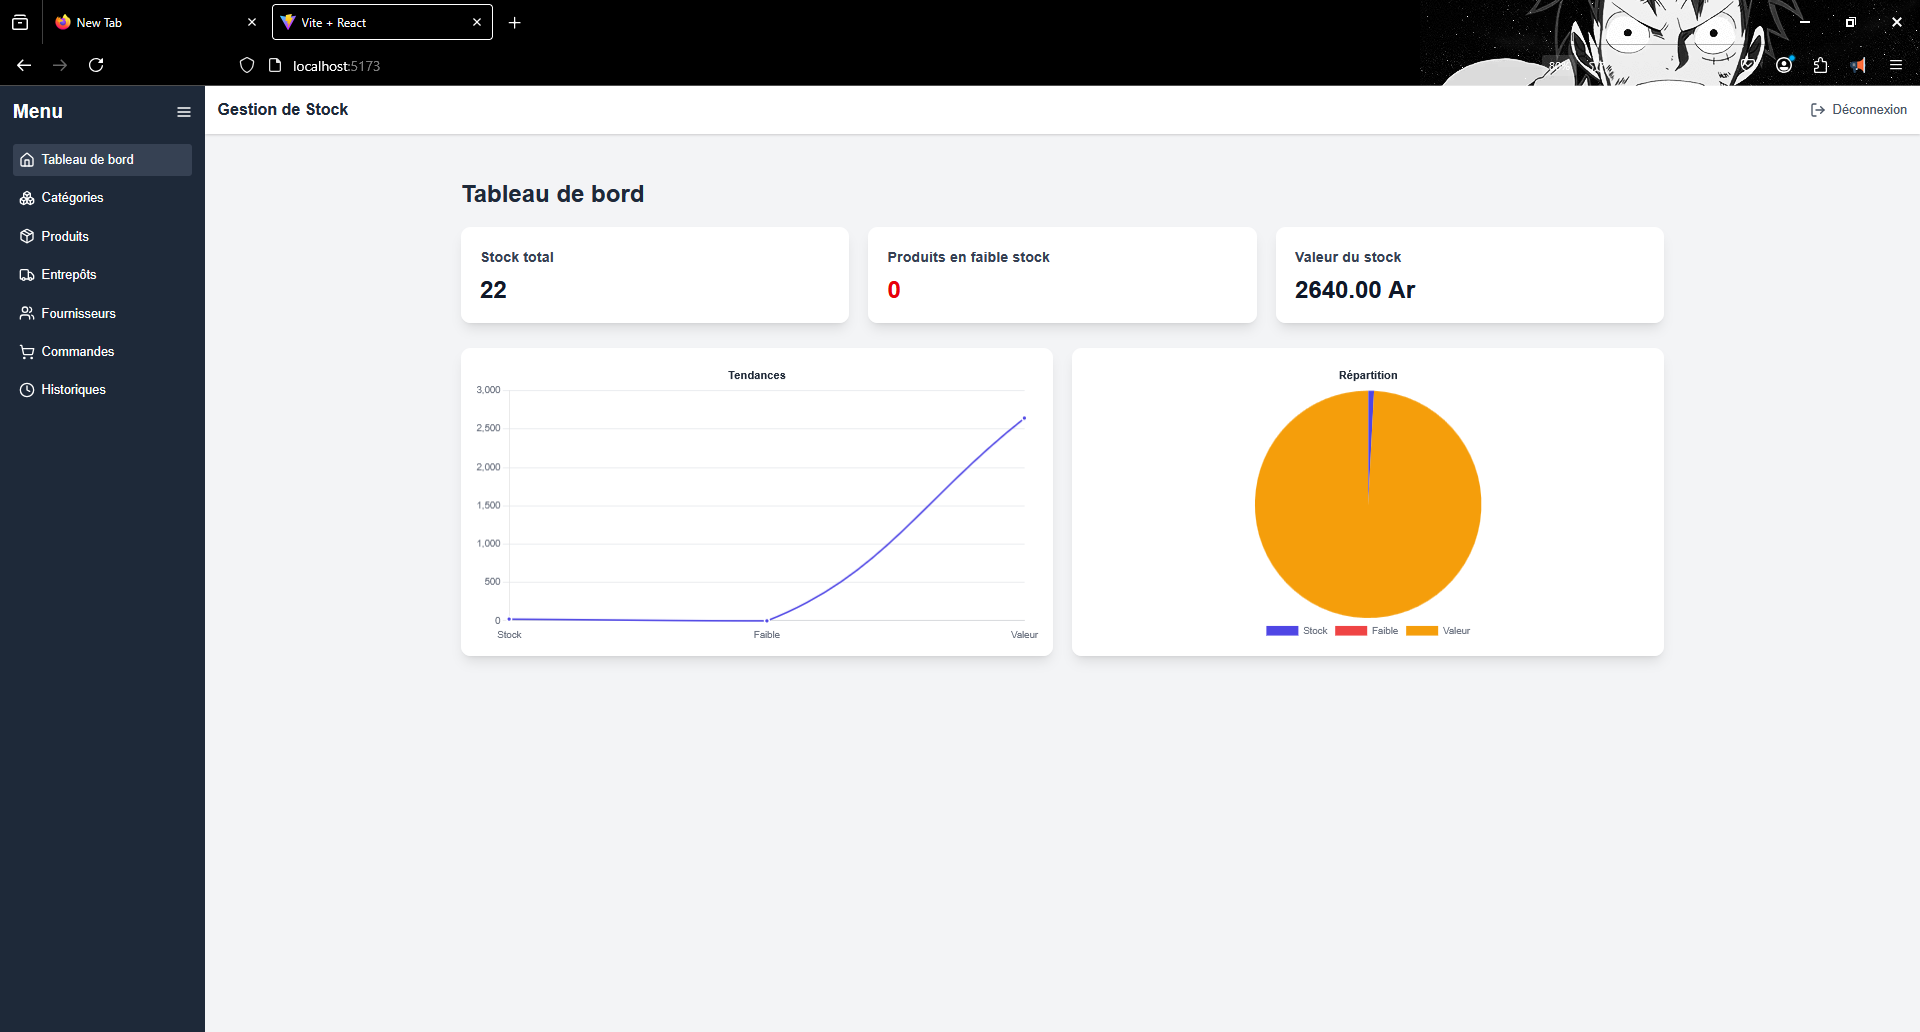 New Tab
Vite + React
localhost:5173
Menu
Gestion de Stock
Déconnexion
Tableau de bord
Catégories
Produits
Entrepôts
Fournisseurs
Commandes
Historiques
Tableau de bord
Stock total
22
Produits en faible stock
0
Valeur du stock
2640.00 Ar
Tendances
3,000
2,500
2,000
1,500
1,000
500
0
Stock
Faible
Valeur
Répartition
Stock
Faible
Valeur